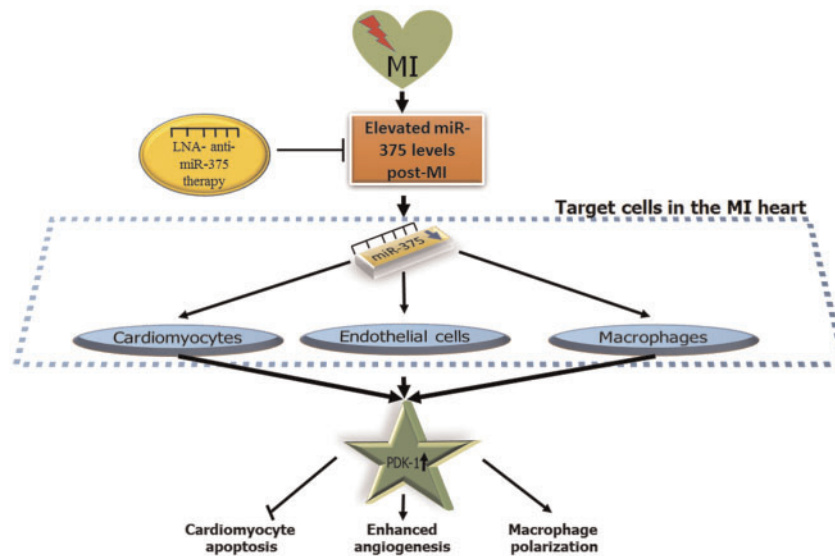 MI
Elevated miR-
375 levels
post-MI
LNA- anti-
miR-375
therapy
Target cells in the MI heart
miR-375
Cardiomyocytes
Endothelial cells
Macrophages
PDK-1
Cardiomyocyte
apoptosis
Enhanced
angiogenesis
Macrophage
polarization